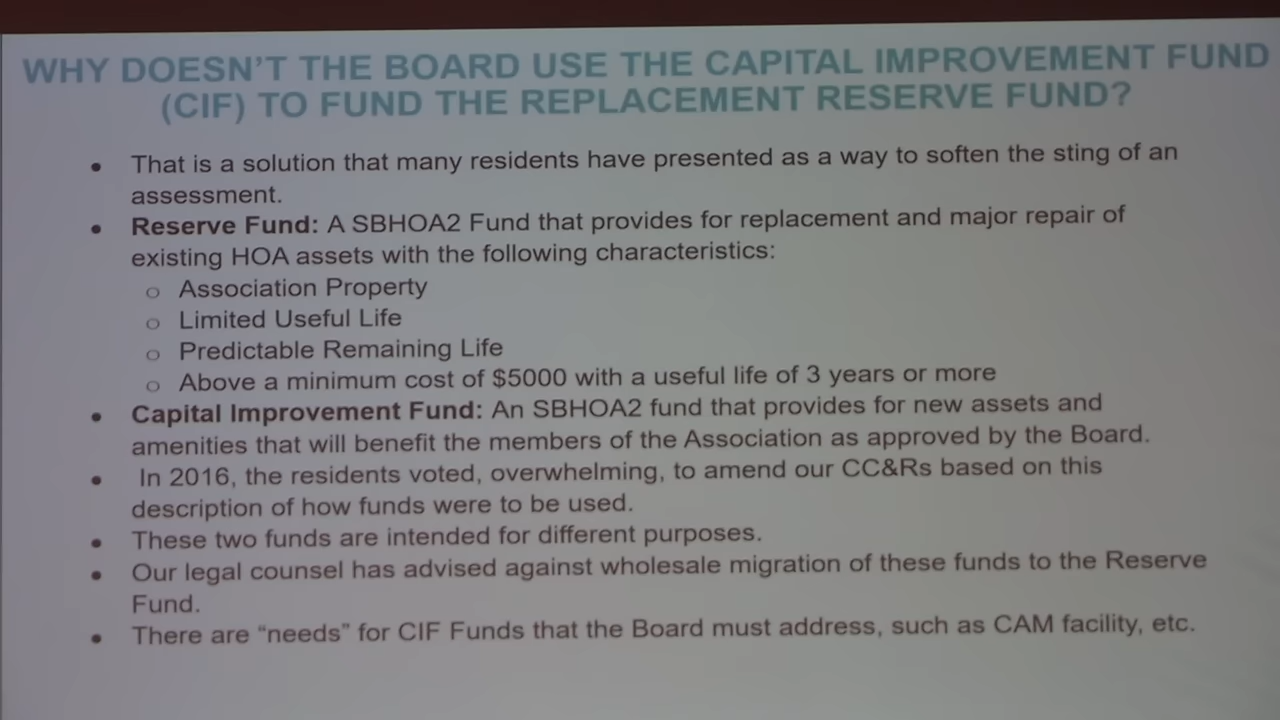 WHY DOESN'T THE BOARD USE THE CAPITAL IMPROVEMENT FUND
(CIF) TO FUND THE REPLACEMENT RESERVE FUND?
• That is a solution that many residents have presented as a way to soften the sting of an
assessment.
• Reserve Fund: A SBHOA2 Fund that provides for replacement and major repair of
existing HOA assets with the following characteristics:
o Association Property
o Limited Useful Life
o Predictable Remaining Life
o Above a minimum cost of $5000 with a useful life of 3 years or more
• Capital Improvement Fund: An SBHOA2 fund that provides for new assets and
amenities that will benefit the members of the Association as approved by the Board.
• In 2016, the residents voted, overwhelming, to amend our CC&Rs based on this
description of how funds were to be used.
• These two funds are intended for different purposes.
• Our legal counsel has advised against wholesale migration of these funds to the Reserve
Fund.
• There are “needs” for CIF Funds that the Board must address, such as CAM facility, etc.